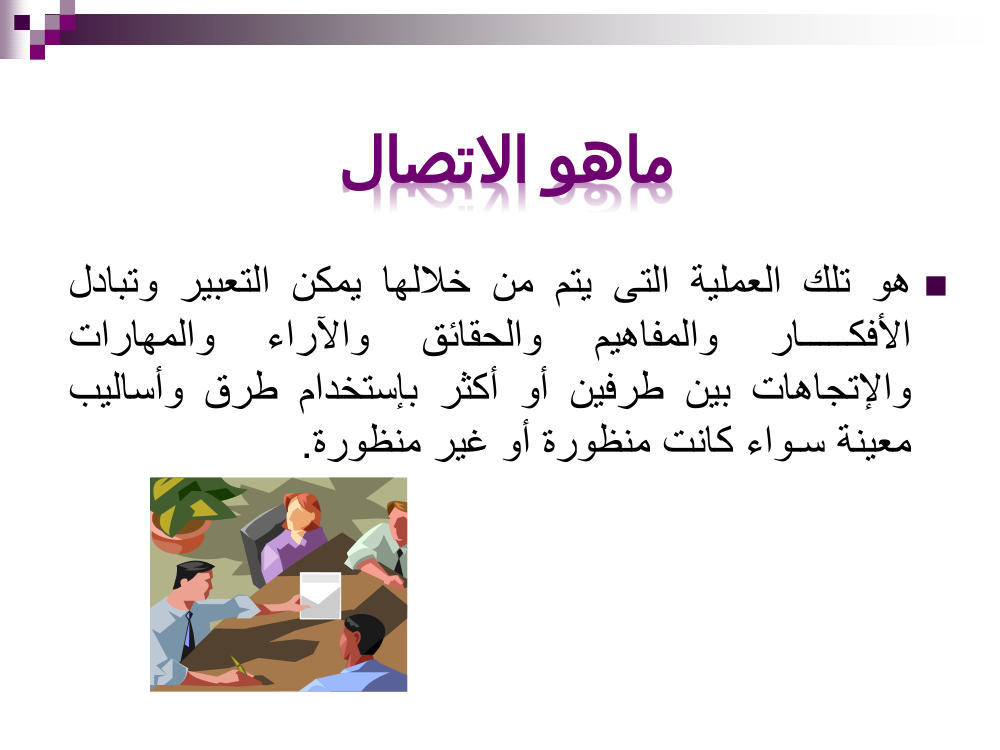 ماهو الاتصال
هو تلك العملية التى يتم من خلالها يمكن التعبير وتبادل
الأفكـــــار والمفاهيم والحقائق والآراء والمهارات
والإتجاهات بين طرفين أو أكثر بإستخدام طرق وأساليب
معينة سـواء كانت منظورة أو غير منظورة.